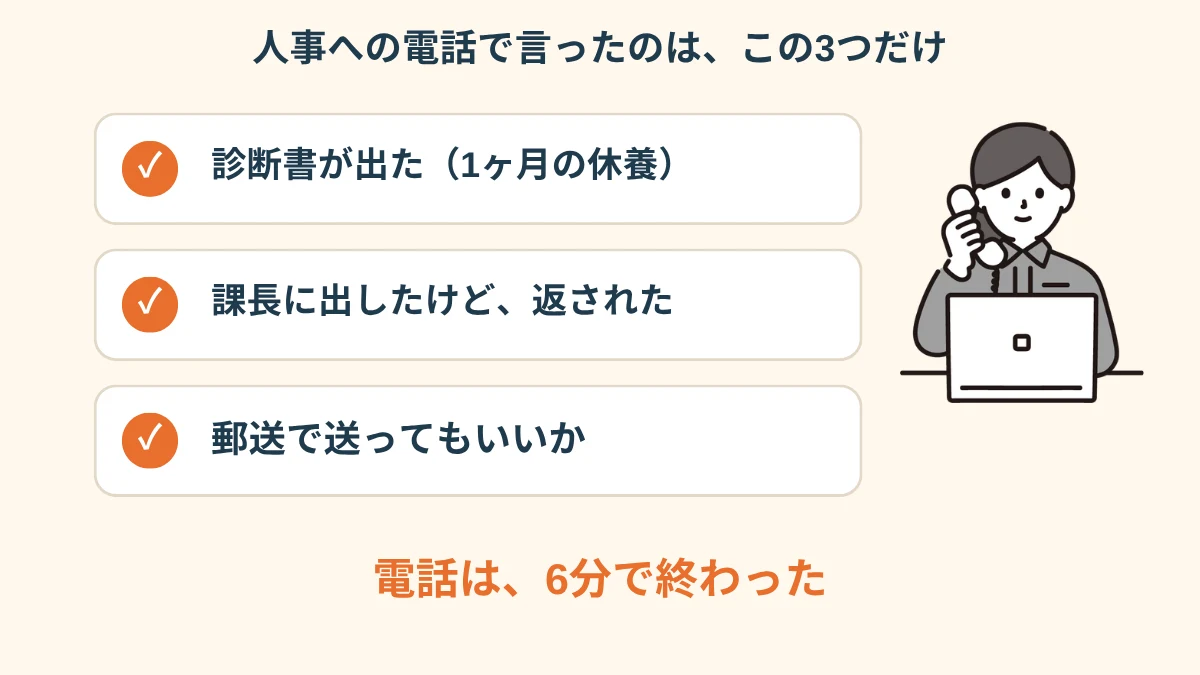 人事への電話で言ったのは、この3つだけ
診断書が出た（1ヶ月の休養）
課長に出したけど、返された
郵送で送ってもいいか
電話は、6分で終わった